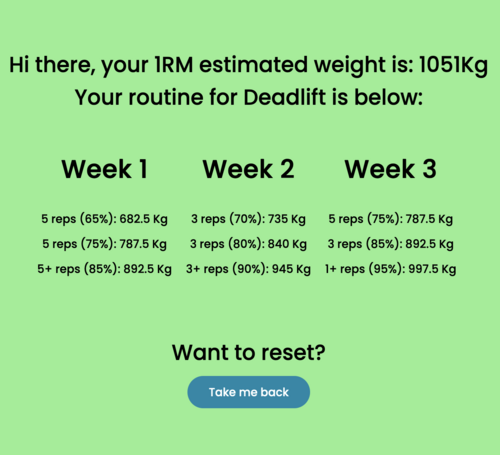 Hi there, your 1RM estimated weight is: 1051Kg
Your routine for Deadlift is below:
Week 1
5 reps (65%): 682.5 Kg
5 reps (75%): 787.5 Kg
5+ reps (85%): 892.5 Kg
Week 2
3 reps (70%): 735 Kg
3 reps (80%): 840 Kg
3+ reps (90%): 945 Kg
Week 3
5 reps (75%): 787.5 Kg
3 reps (85%): 892.5 Kg
1+ reps (95%): 997.5 Kg
Want to reset?
Take me back